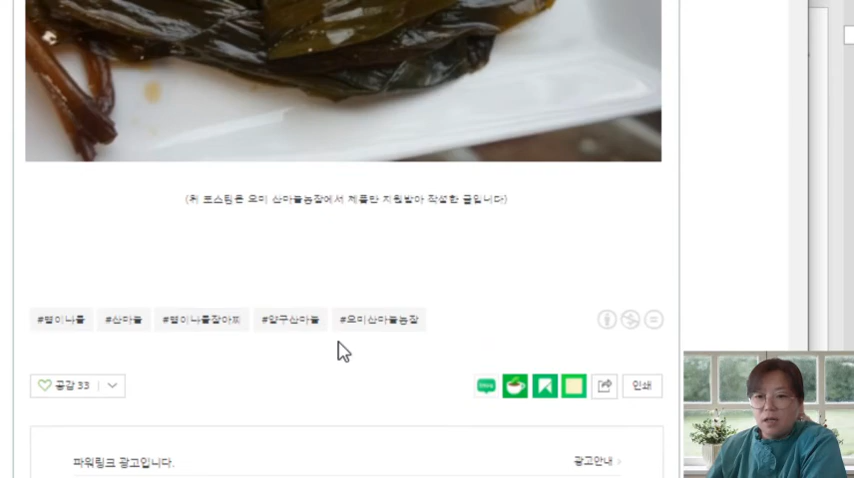 (위 포스팅은 요미 산마늘농장에서 제품만 지원받아 작성한 글입니다)
#명이나물 #산마늘 #명이나물장아찌 #양구산마늘 #요미산마늘농장
공감 33
인쇄
파워링크 광고입니다.
광고안내